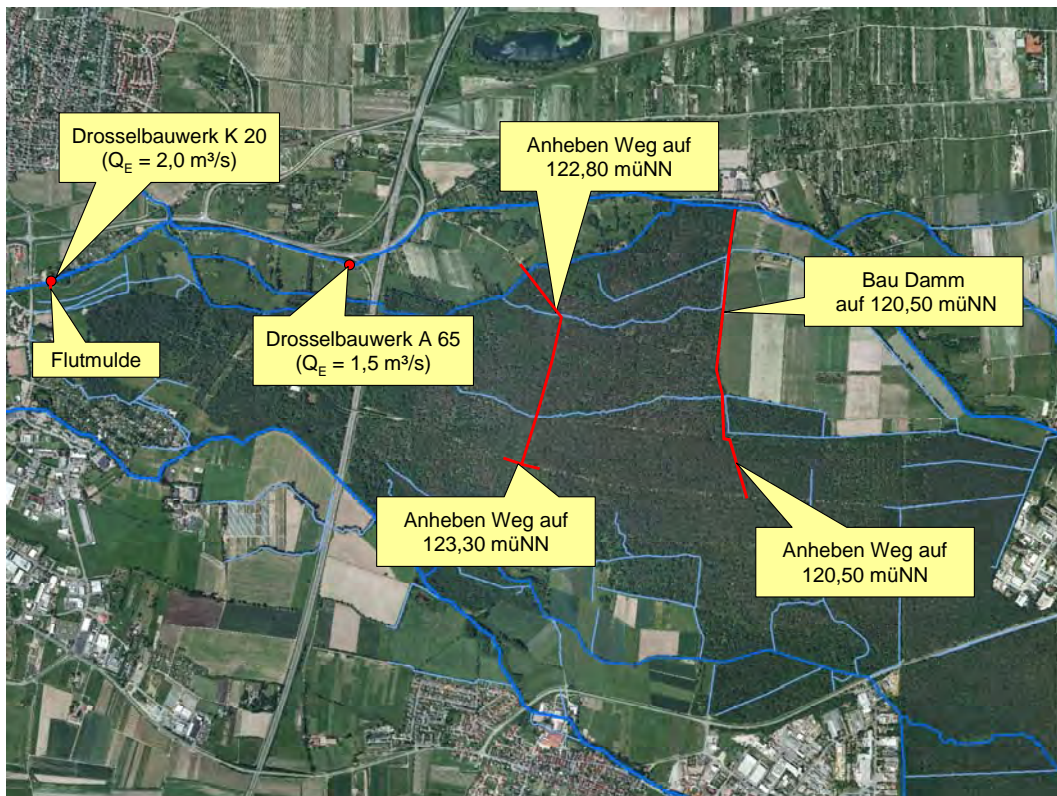 Drosselbauwerk K 20
(Q_E = 2,0 m³/s)
Anheben Weg auf
122,80 müNN
Bau Damm
auf 120,50 müNN
Flutmulde
Drosselbauwerk A 65
(Q_E = 1,5 m³/s)
Anheben Weg auf
123,30 müNN
Anheben Weg auf
120,50 müNN